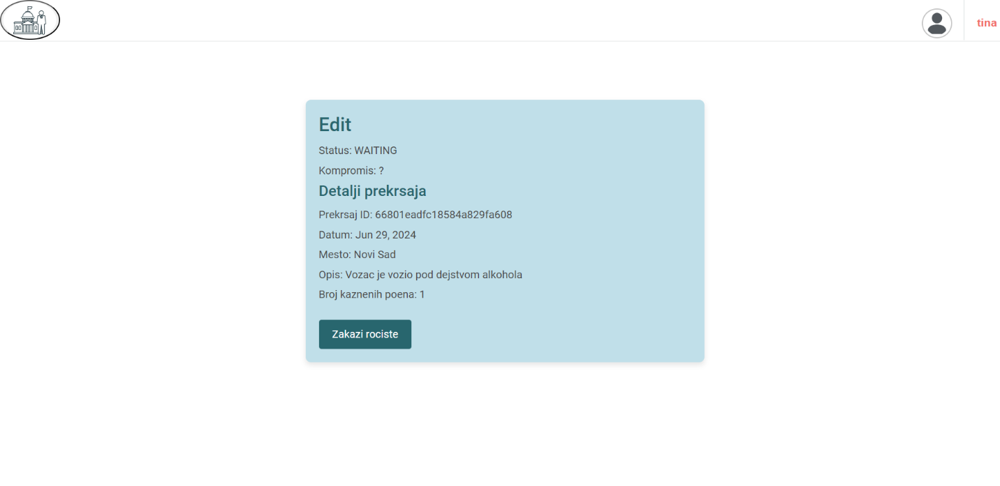 tina
Edit
Status: WAITING
Kompromis: ?
Detalji prekrsaja
Prekrsaj ID: 66801eadfc18584a829fa608
Datum: Jun 29, 2024
Mesto: Novi Sad
Opis: Vozac je vozio pod dejstvom alkohola
Broj kaznenih poena: 1
Zakazi rociste